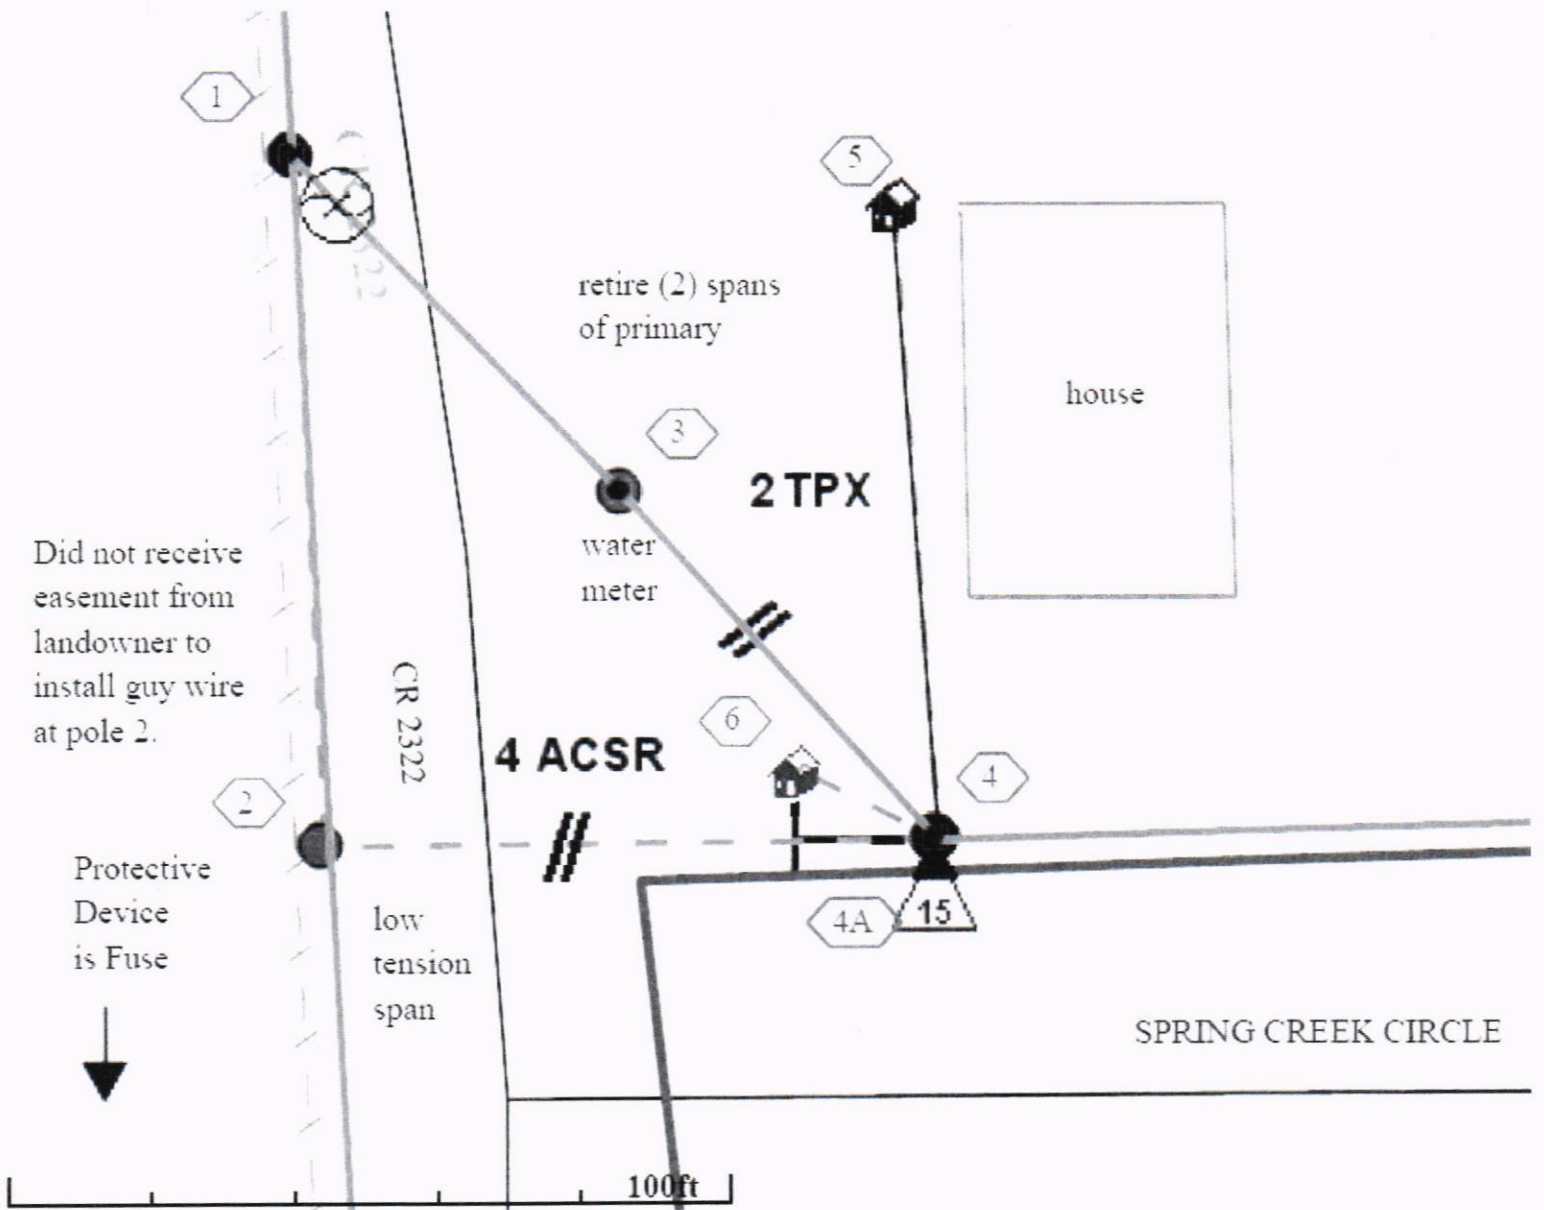 1
5
retire (2) spans
of primary
house
3
2 TPX
water
meter
Did not receive
easement from
landowner to
install guy wire
at pole 2.
CR 2322
6
4 ACSR
4
2
Protective
Device
is Fuse
low
tension
span
4A
15
SPRING CREEK CIRCLE
100ft